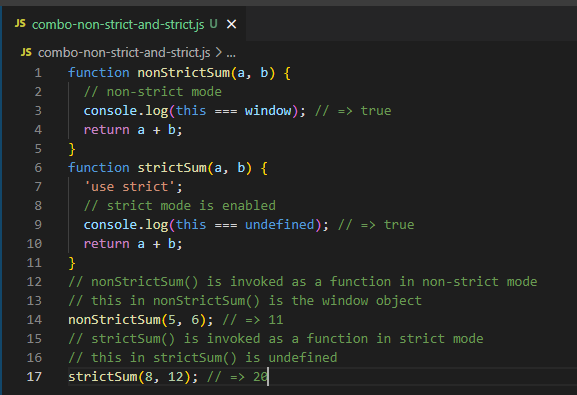 JS combo-non-strict-and-strict.js U ×
JS combo-non-strict-and-strict.js > ...
1 function nonStrictSum(a, b) {
2   // non-strict mode
3   console.log(this === window); // => true
4   return a + b;
5 }
6 function strictSum(a, b) {
7   'use strict';
8   // strict mode is enabled
9   console.log(this === undefined); // => true
10   return a + b;
11 }
12 // nonStrictSum() is invoked as a function in non-strict mode
13 // this in nonStrictSum() is the window object
14 nonStrictSum(5, 6); // => 11
15 // strictSum() is invoked as a function in strict mode
16 // this in strictSum() is undefined
17 strictSum(8, 12); // => 20